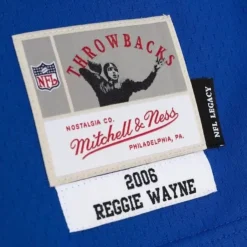 THROWBACKS
NFL
NOSTALGIA CO.
Mitchell & Ness
PHILADELPHIA, PA.
NFL LEGACY
2006
REGGIE WAYNE